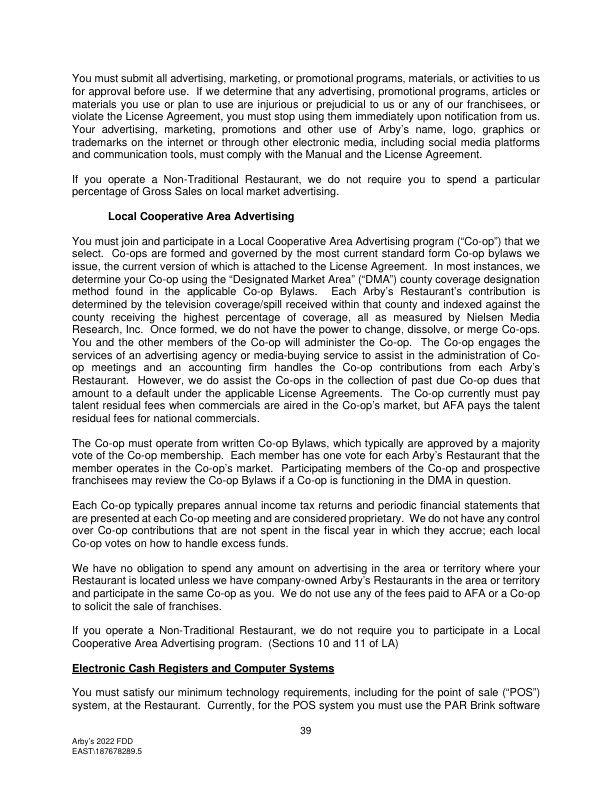 You must submit all advertising, marketing, or promotional programs, materials, or activities to us
for approval before use.  If we determine that any advertising, promotional programs, articles or
materials you use or plan to use are injurious or prejudicial to us or any of our franchisees, or
violate the License Agreement, you must stop using them immediately upon notification from us.
Your advertising, marketing, promotions and other use of Arby's name, logo, graphics or
trademarks on the internet or through other electronic media, including social media platforms
and communication tools, must comply with the Manual and the License Agreement.
If you operate a Non-Traditional Restaurant, we do not require you to spend a particular
percentage of Gross Sales on local market advertising.
Local Cooperative Area Advertising
You must join and participate in a Local Cooperative Area Advertising program ("Co-op") that we
select.  Co-ops are formed and governed by the most current standard form Co-op bylaws we
issue, the current version of which is attached to the License Agreement.  In most instances, we
determine your Co-op using the "Designated Market Area" ("DMA") county coverage designation
method found in the applicable Co-op Bylaws.  Each Arby's Restaurant's contribution is
determined by the television coverage/spill received within that county and indexed against the
county receiving the highest percentage of coverage, all as measured by Nielsen Media
Research, Inc.  Once formed, we do not have the power to change, dissolve, or merge Co-ops.
You and the other members of the Co-op will administer the Co-op.  The Co-op engages the
services of an advertising agency or media-buying service to assist in the administration of Co-
op meetings and an accounting firm handles the Co-op contributions from each Arby's
Restaurant.  However, we do assist the Co-ops in the collection of past due Co-op dues that
amount to a default under the applicable License Agreements.  The Co-op currently must pay
talent residual fees when commercials are aired in the Co-op's market, but AFA pays the talent
residual fees for national commercials.
The Co-op must operate from written Co-op Bylaws, which typically are approved by a majority
vote of the Co-op membership.  Each member has one vote for each Arby's Restaurant that the
member operates in the Co-op's market.  Participating members of the Co-op and prospective
franchisees may review the Co-op Bylaws if a Co-op is functioning in the DMA in question.
Each Co-op typically prepares annual income tax returns and periodic financial statements that
are presented at each Co-op meeting and are considered proprietary.  We do not have any control
over Co-op contributions that are not spent in the fiscal year in which they accrue; each local
Co-op votes on how to handle excess funds.
We have no obligation to spend any amount on advertising in the area or territory where your
Restaurant is located unless we have company-owned Arby's Restaurants in the area or territory
and participate in the same Co-op as you.  We do not use any of the fees paid to AFA or a Co-op
to solicit the sale of franchises.
If you operate a Non-Traditional Restaurant, we do not require you to participate in a Local
Cooperative Area Advertising program.  (Sections 10 and 11 of LA)
Electronic Cash Registers and Computer Systems
You must satisfy our minimum technology requirements, including for the point of sale ("POS")
system, at the Restaurant.  Currently, for the POS system you must use the PAR Brink software
39
Arby's 2022 FDD
EAST\187678289.5